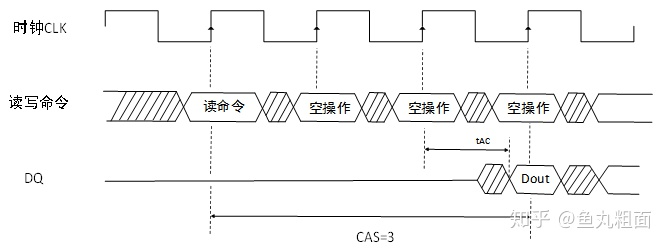 时钟CLK
读写命令
读命令 空操作 空操作 空操作
tAC
DQ
Dout
CAS=3
知乎 @鱼丸粗面